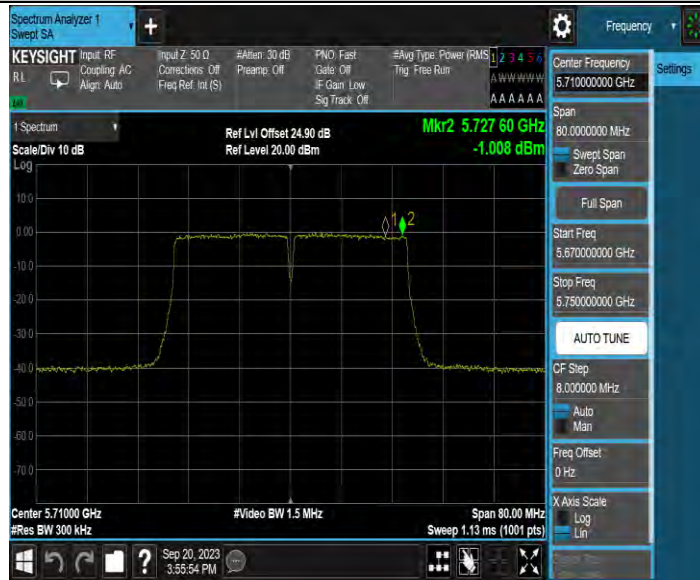 Spectrum Analyzer 1
Swept SA
+
Frequency
KEYSIGHT
RL
Input: RF
Coupling: AC
Align: Auto
Input Z: 50 Ω
Corrections: Off
Freq Ref: Int (S)
#Atten: 30 dB
Preamp: Off
PNO: Fast
Gate: Off
IF Gain: Low
Sig Track: Off
#Avg Type: Power (RMS
Trig: Free Run
1 2 3 4 5 6
A W W W W W
A A A A A A
1 Spectrum
Scale/Div 10 dB
Ref Lvl Offset 24.90 dB
Ref Level 20.00 dBm
Mkr2 5.727 60 GHz
-1.008 dBm
Log
10.0
0.00
-10.0
-20.0
-30.0
-40.0
-50.0
-60.0
-70.0
1
2
Center 5.71000 GHz
#Res BW 300 kHz
#Video BW 1.5 MHz
Span 80.00 MHz
Sweep 1.13 ms (1001 pts)
?
Sep 20, 2023
3:55:54 PM
Center Frequency
5.710000000 GHz
Span
80.0000000 MHz
Swept Span
Zero Span
Full Span
Start Freq
5.670000000 GHz
Stop Freq
5.750000000 GHz
AUTO TUNE
CF Step
8.000000 MHz
Auto
Man
Freq Offset
0 Hz
X Axis Scale
Log
Lin
Settings